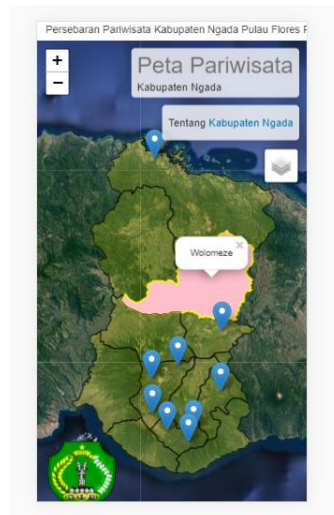 Persebaran Pariwisata Kabupaten Ngada Pulau Flores
+
−
Peta Pariwisata
Kabupaten Ngada
Tentang Kabupaten Ngada
Wolomeze
×